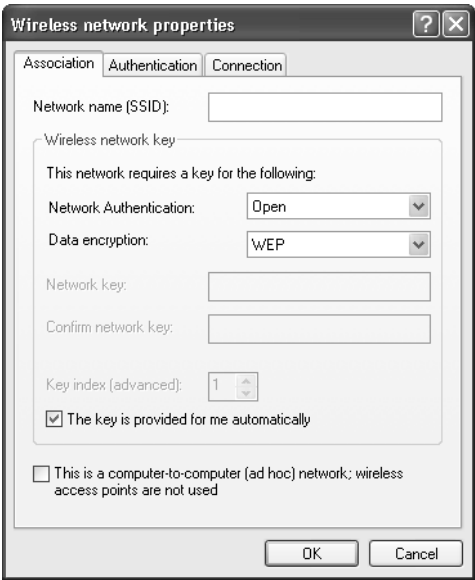 Wireless network properties
Association Authentication Connection
Network name (SSID):
Wireless network key
This network requires a key for the following:
Network Authentication: Open
Data encryption: WEP
Network key:
Confirm network key:
Key index (advanced): 1
The key is provided for me automatically
This is a computer-to-computer (ad hoc) network; wireless
access points are not used
OK Cancel